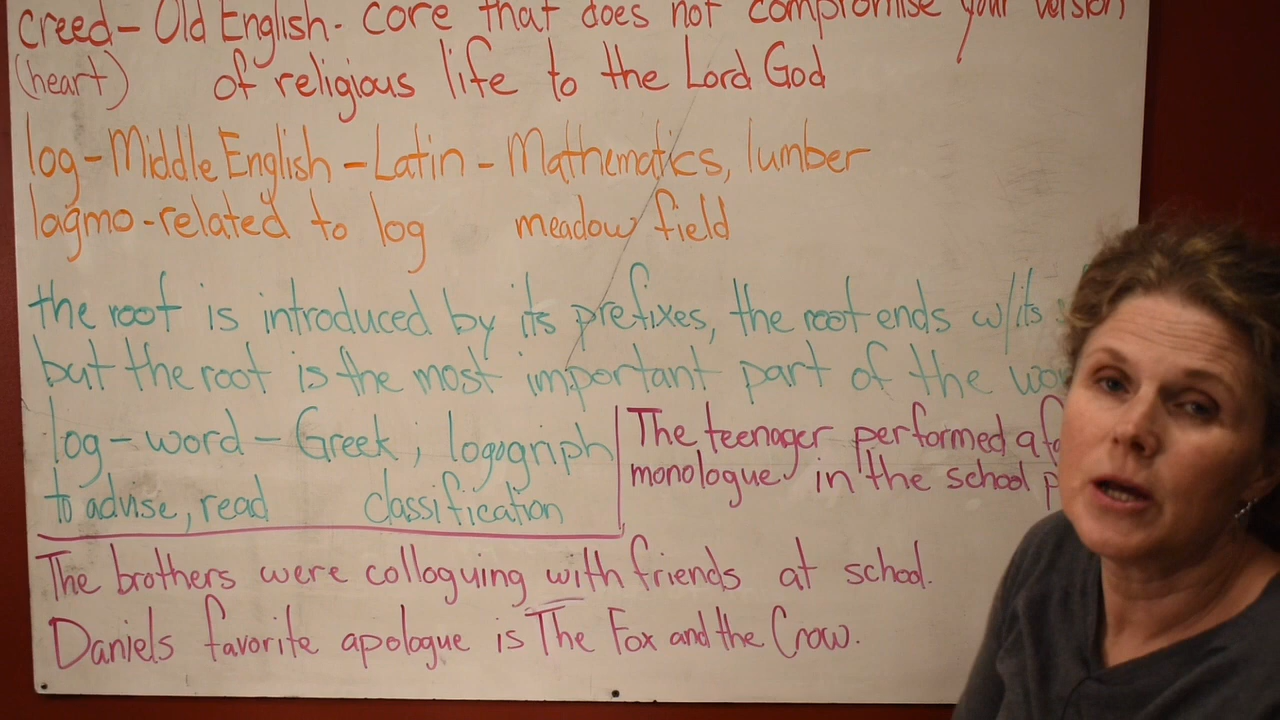 creed- Old English- core that does not compromise your version
(heart) of religious life to the Lord God
log-Middle English-Latin-Mathematics, lumber
lagmo-related to log meadow field
the root is introduced by its prefixes, the root ends w/its
but the root is the most important part of the
log-word-Greek; logogriph
to advise, read classification
The teenager performed a
monologue in the school
The brothers were colloguing with friends at school.
Daniels favorite apologue is The Fox and the Crow.